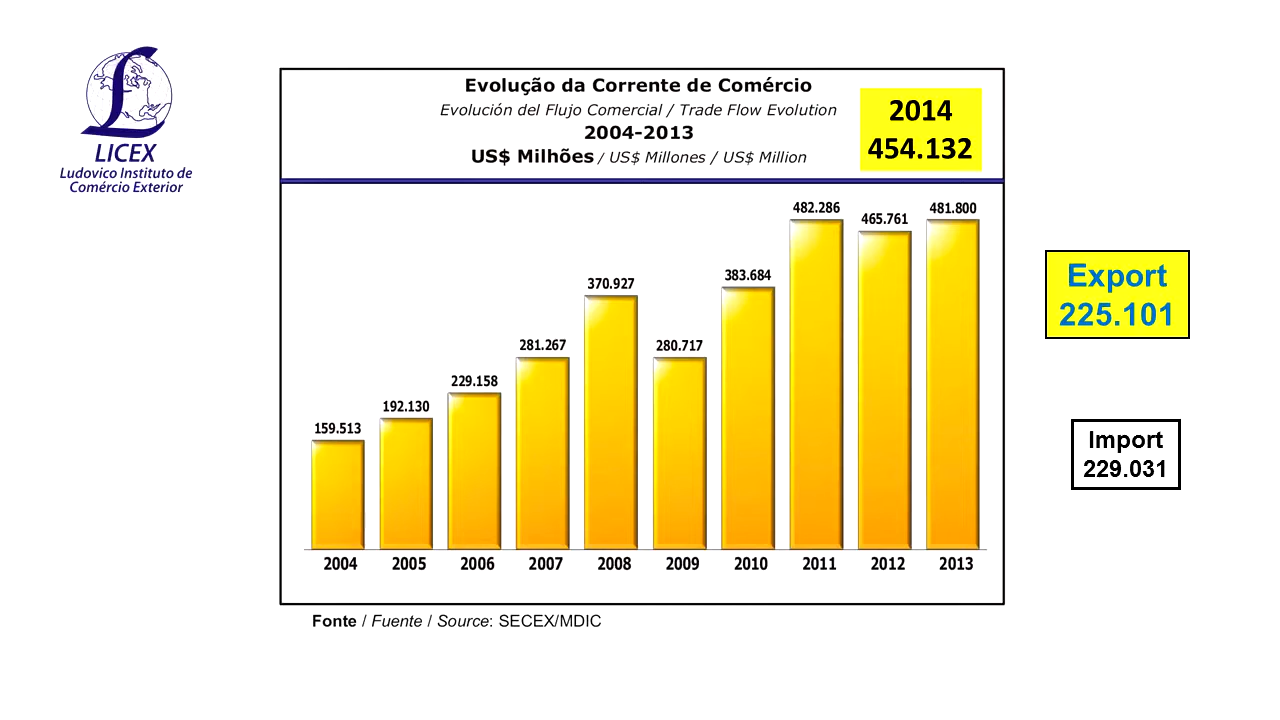 LICEX
Ludovico Instituto de
Comércio Exterior
Evolução da Corrente de Comércio
Evolución del Flujo Comercial / Trade Flow Evolution
2004-2013
US$ Milhões / US$ Millones / US$ Million
2014
454.132
482.286
465.761
481.800
383.684
370.927
281.267
280.717
229.158
192.130
159.513
2004 2005 2006 2007 2008 2009 2010 2011 2012 2013
Export
225.101
Import
229.031
Fonte / Fuente / Source: SECEX/MDIC